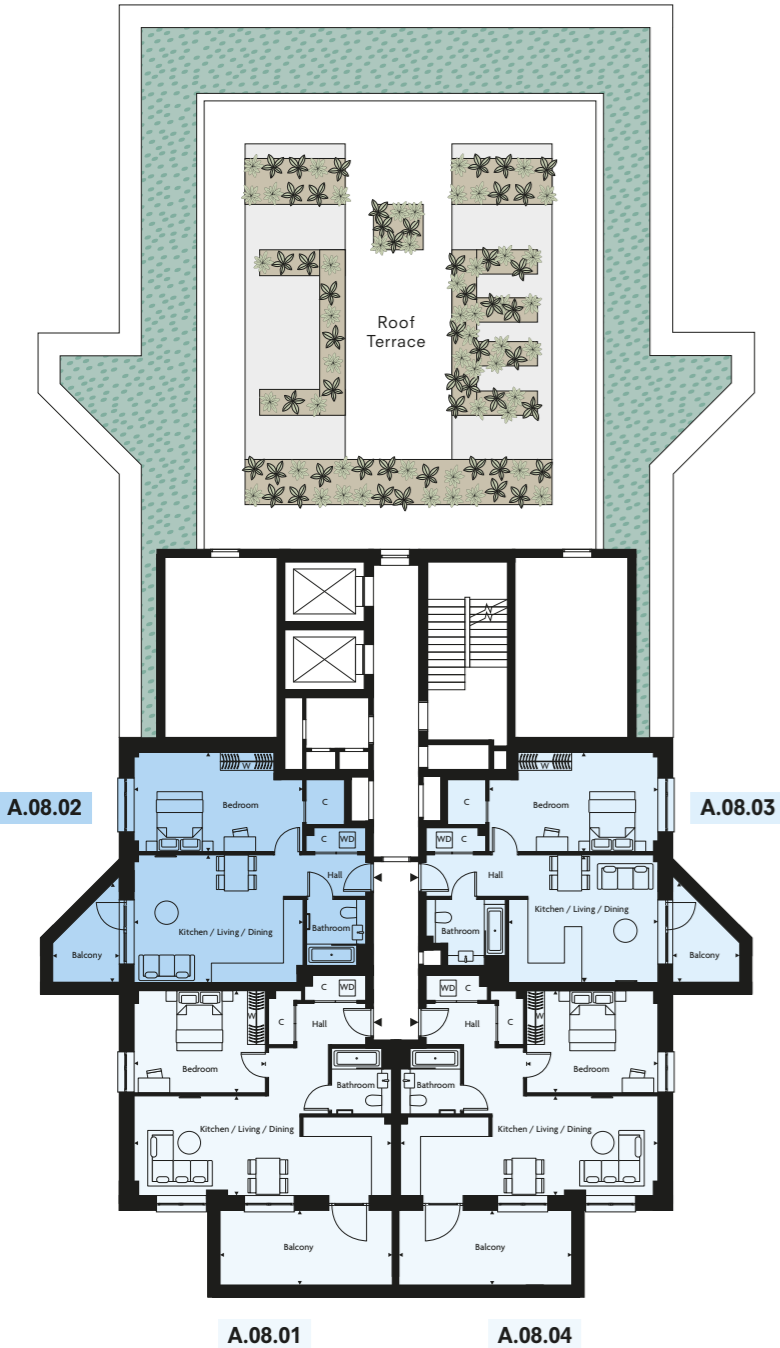 Roof
Terrace
A.08.02
A.08.03
W
Bedroom
C
C
WD
Hall
Kitchen / Living / Dining
Bathroom
Balcony
W
C
Bedroom
WD
C
Hall
Kitchen / Living / Dining
Bathroom
Balcony
C
WD
W
C
Hall
Bedroom
Bathroom
Kitchen / Living / Dining
Balcony
WD
C
Hall
C
W
Bedroom
Bathroom
Kitchen / Living / Dining
Balcony
A.08.01
A.08.04